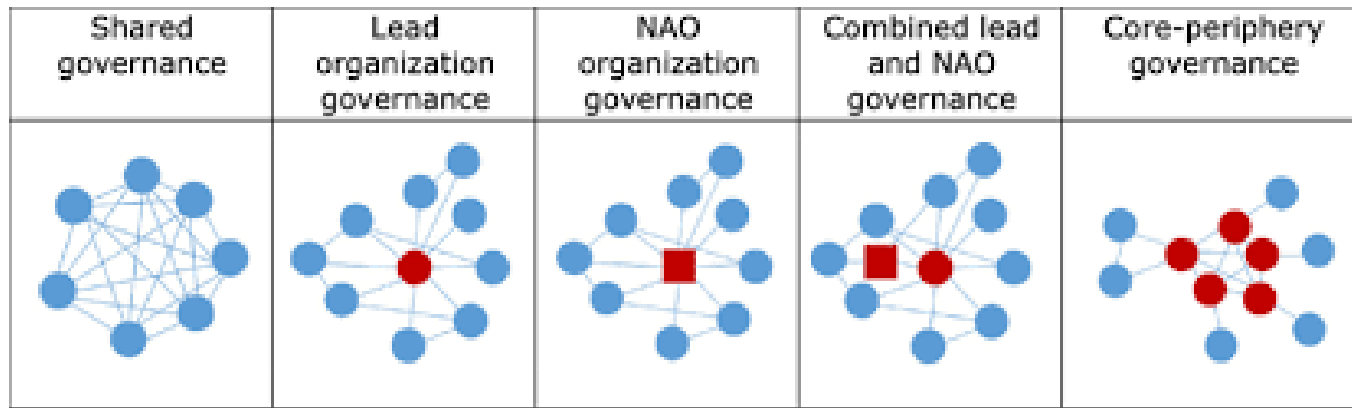 Shared
governance
Lead
organization
governance
NAO
organization
governance
Combined lead
and NAO
governance
Core-periphery
governance